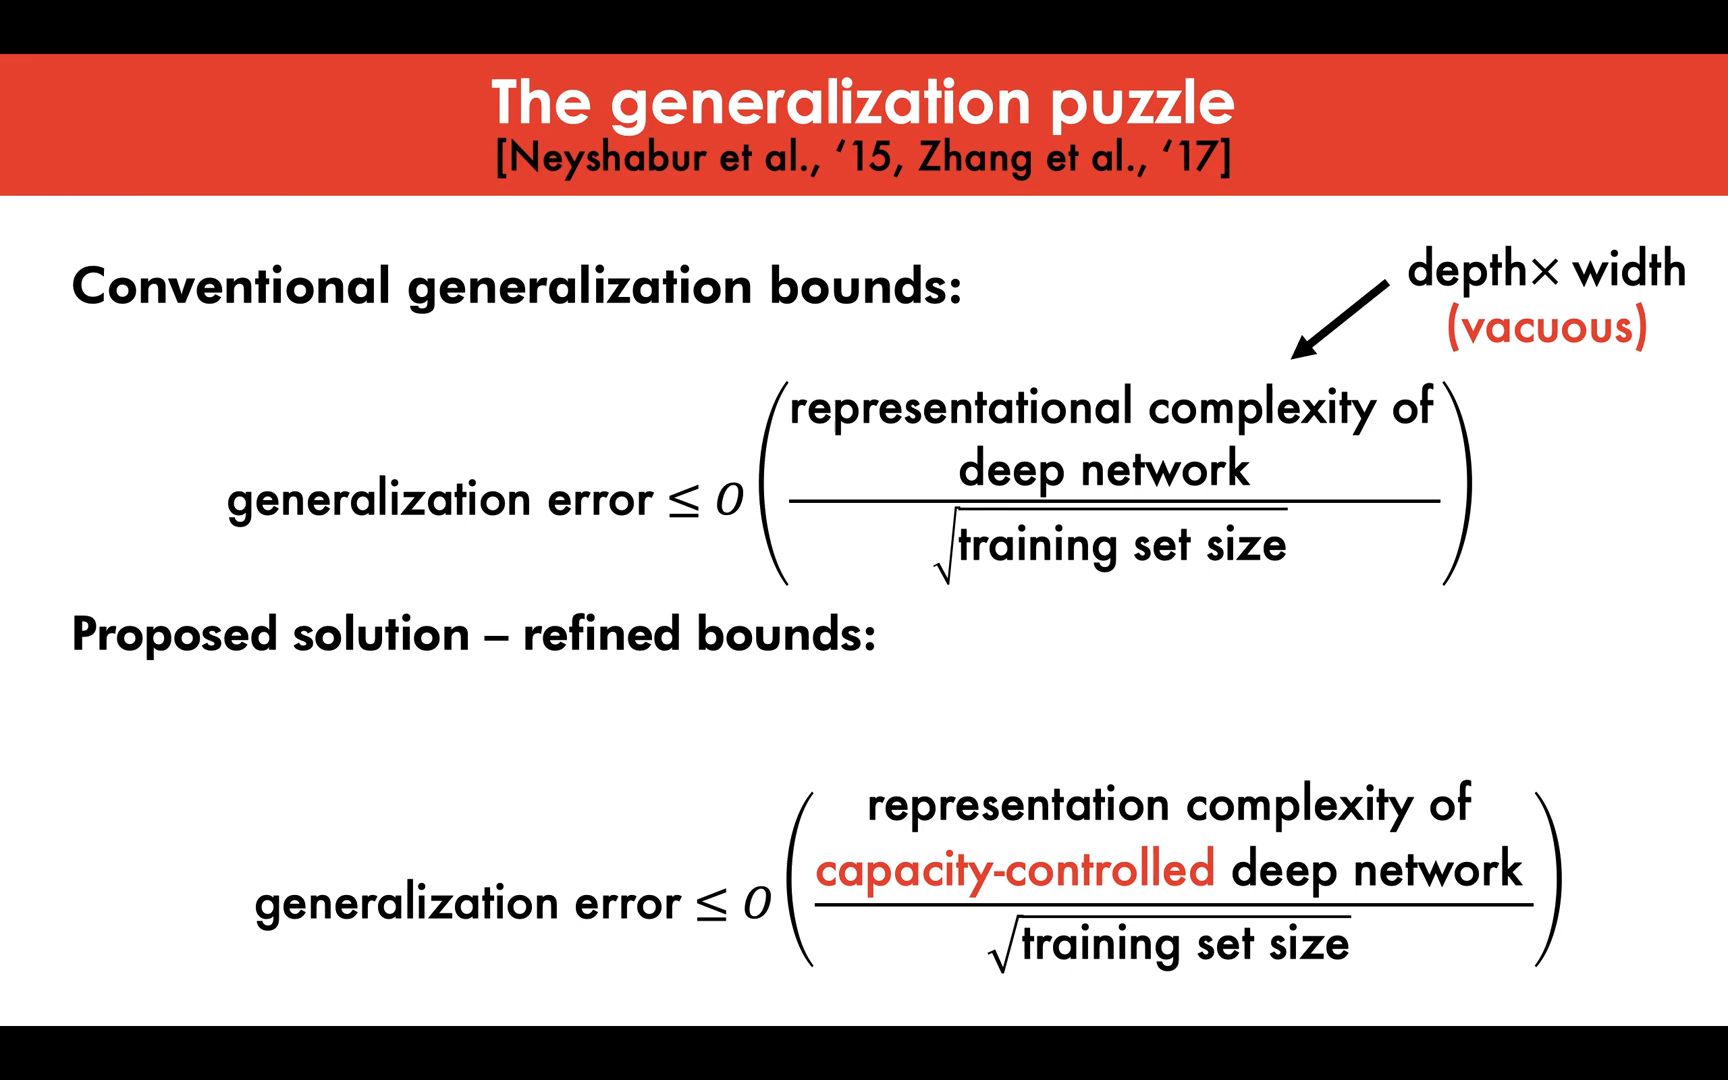 The generalization puzzle
[Neyshabur et al., ‘15, Zhang et al., ‘17]
Conventional generalization bounds:
depth× width
(vacuous)
representational complexity of
deep network
generalization error ≤ O
√training set size
Proposed solution – refined bounds:
representation complexity of
capacity-controlled deep network
generalization error ≤ O
√training set size